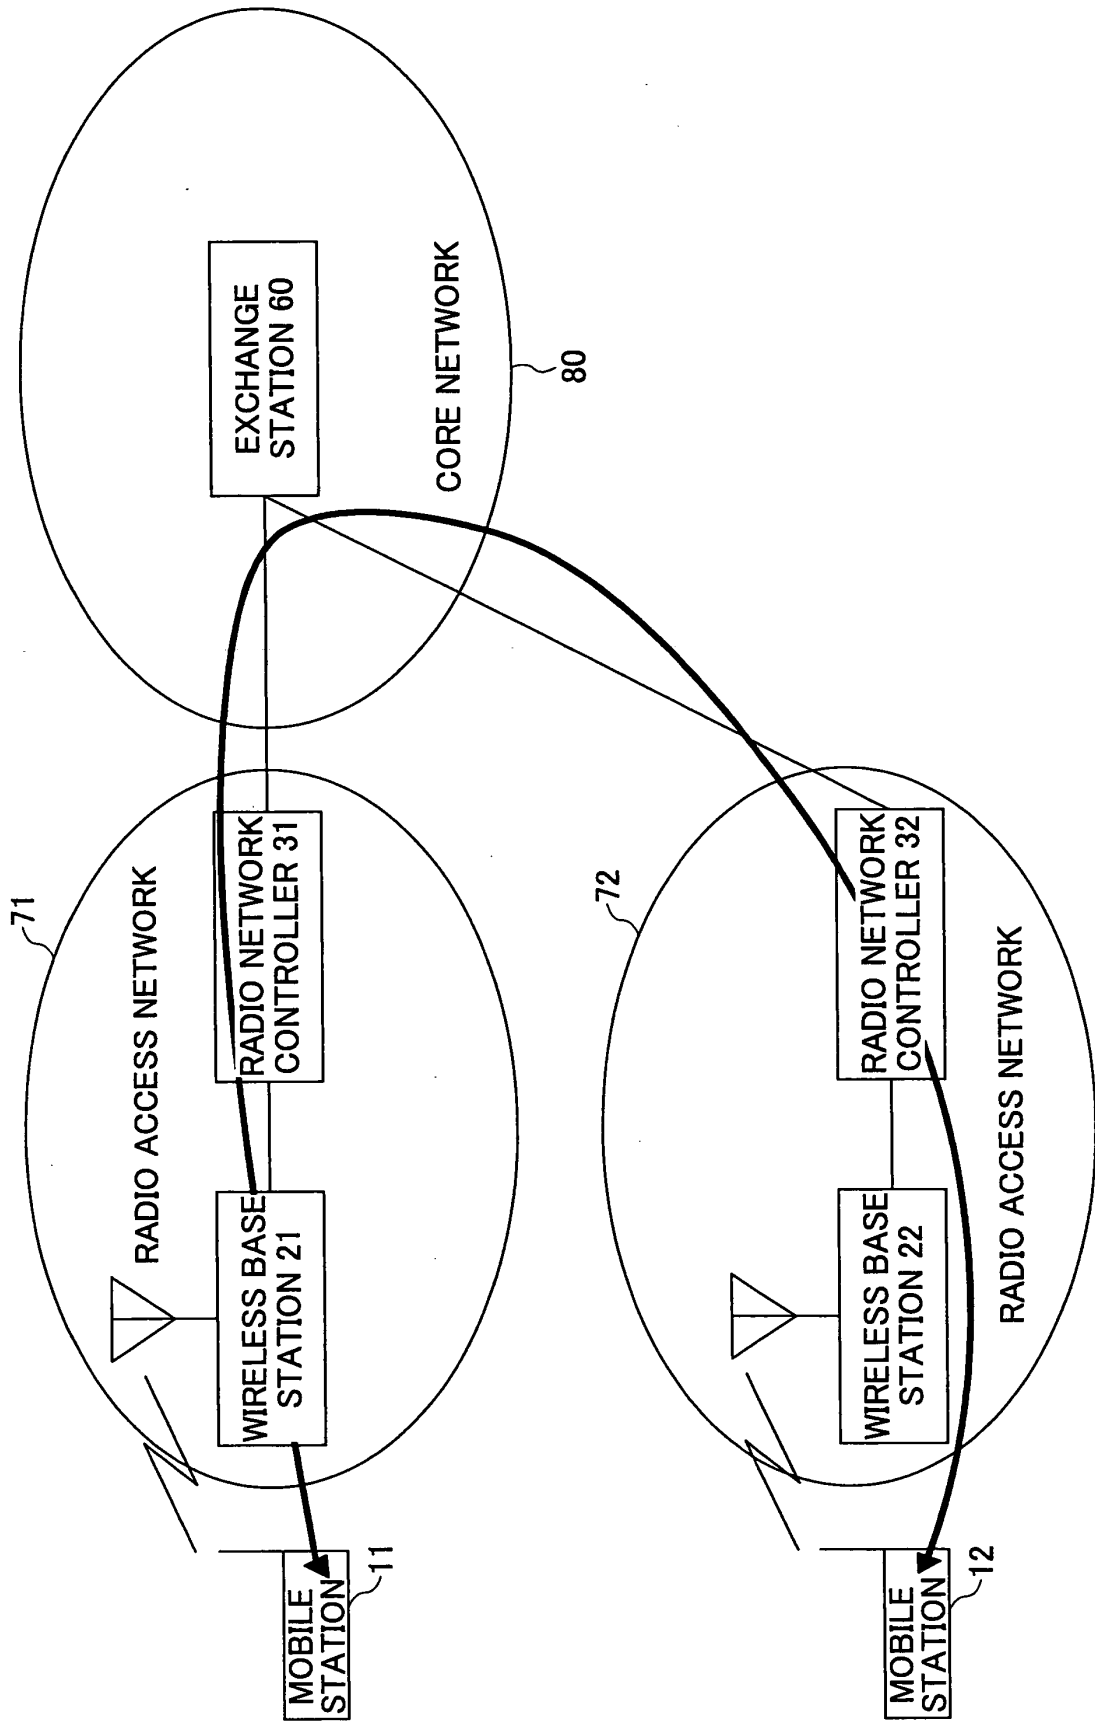 71
RADIO ACCESS NETWORK
MOBILE
STATION
11
WIRELESS BASE
STATION 21
RADIO NETWORK
CONTROLLER 31
EXCHANGE
STATION 60
CORE NETWORK
80
72
MOBILE
STATION
12
WIRELESS BASE
STATION 22
RADIO NETWORK
CONTROLLER 32
RADIO ACCESS NETWORK